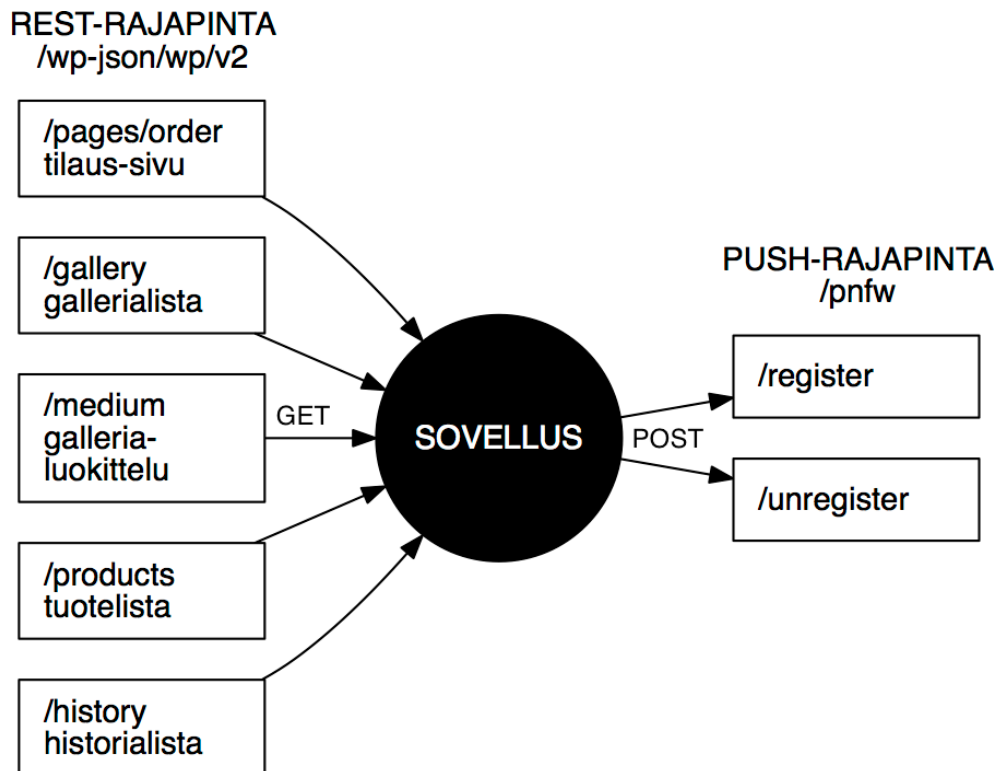 REST-RAJAPINTA
/wp-json/wp/v2
/pages/order
tilaus-sivu
/gallery
gallerialista
/medium
galleria-
luokittelu
/products
tuotelista
/history
historialista
GET
SOVELLUS
POST
PUSH-RAJAPINTA
/pnfw
/register
/unregister